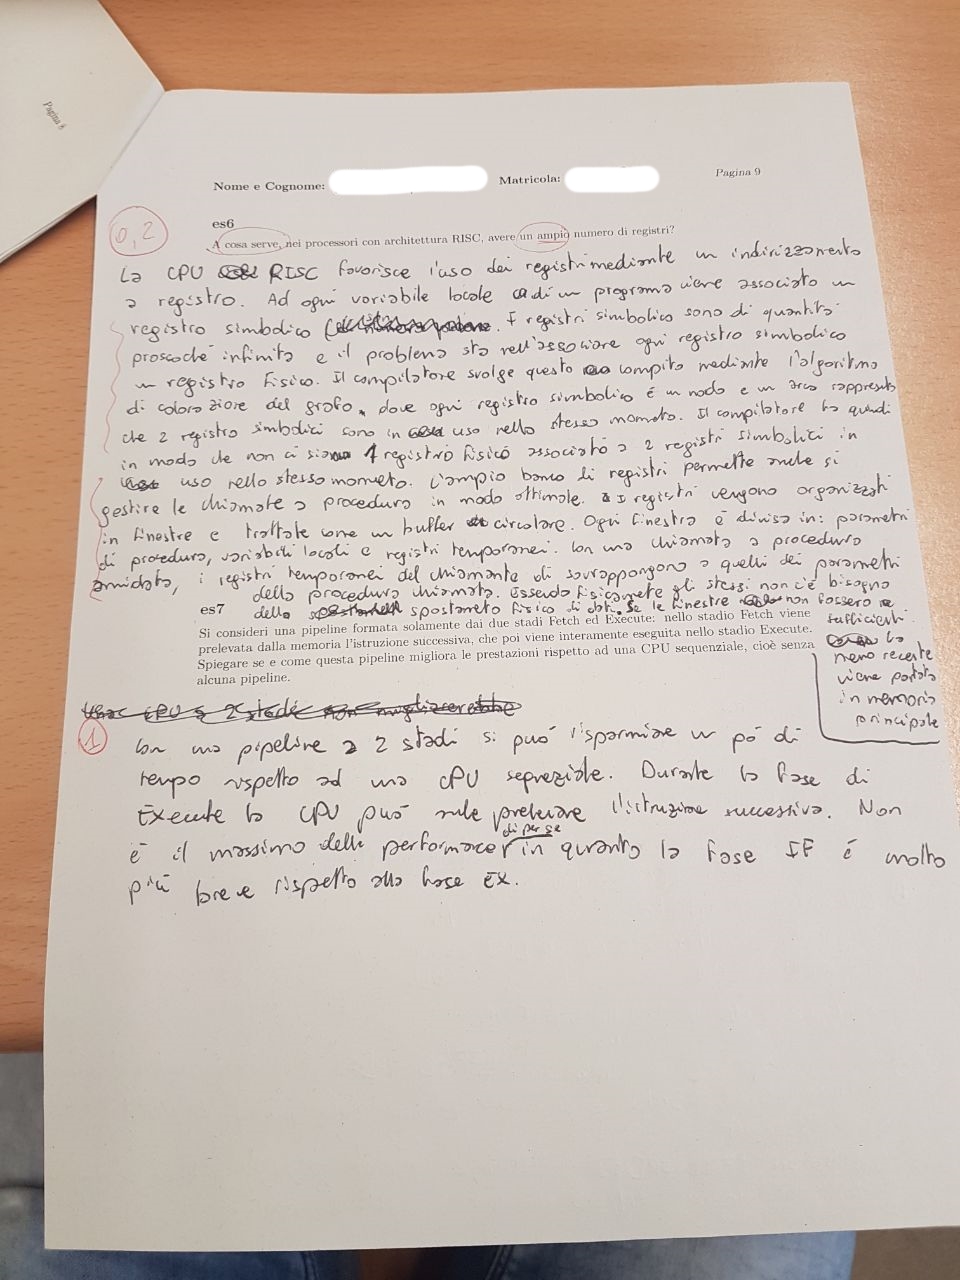 Pagina 8
Nome e Cognome: Matricola: Pagina 9
0,2
es6
A cosa serve, nei processori con architettura RISC, avere un ampio numero di registri?
La CPU RISC favorisce l'uso dei registri mediante un indirizzamento
a registro. Ad ogni variabile locale di un programa viene associato un
registro simbolico. I registri simbolico sono di quantità
pressoché infinita e il problema sta nell'associare ogni registro simbolico
un registro fisico. Il compilatore svolge questo compito mediante l'algoritmo
di colorazione del grafo, dove ogni registro simbolico è un nodo e un arco rappresenta
che 2 registro simbolici sono in uso nello stesso momento. Il compilatore fa quindi
in modo che non ci siano 1 registro fisico associato a 2 registri simbolici in
uso nello stesso momento. L'ampio banco di registri permette anche si
gestire le chiamate a procedura in modo ottimale. I registri vengono organizzati
in finestre e trattate come un buffer circolare. Ogni finestra è divisa in: parametri
di procedura, variabili locali e registri temporanei. Con una chiamata a procedura
annidata, i registri temporanei del chiamante di sovrappongono a quelli dei parametri
della procedura chiamata. Essendo fisicamente gli stessi non c'è bisogno
dello spostameto fisico di dati. Se le finestre non fossero
sufficienti
la
meno recente
viene portata
in memoria
principale
es7
Si consideri una pipeline formata solamente dai due stadi Fetch ed Execute: nello stadio Fetch viene
prelevata dalla memoria l'istruzione successiva, che poi viene interamente eseguita nello stadio Execute.
Spiegare se e come questa pipeline migliora le prestazioni rispetto ad una CPU sequenziale, cioè senza
alcuna pipeline.
1
Con una pipeline a 2 stadi si può risparmiare un pò di
tempo rispetto ad una CPU seqneziale. Durante la fase di
Execute la CPU può prelevare l'istruzione successiva. Non
è il massimo delle performace di per se in quanto la fase IF è molto
più breve rispetto alla fase EX.